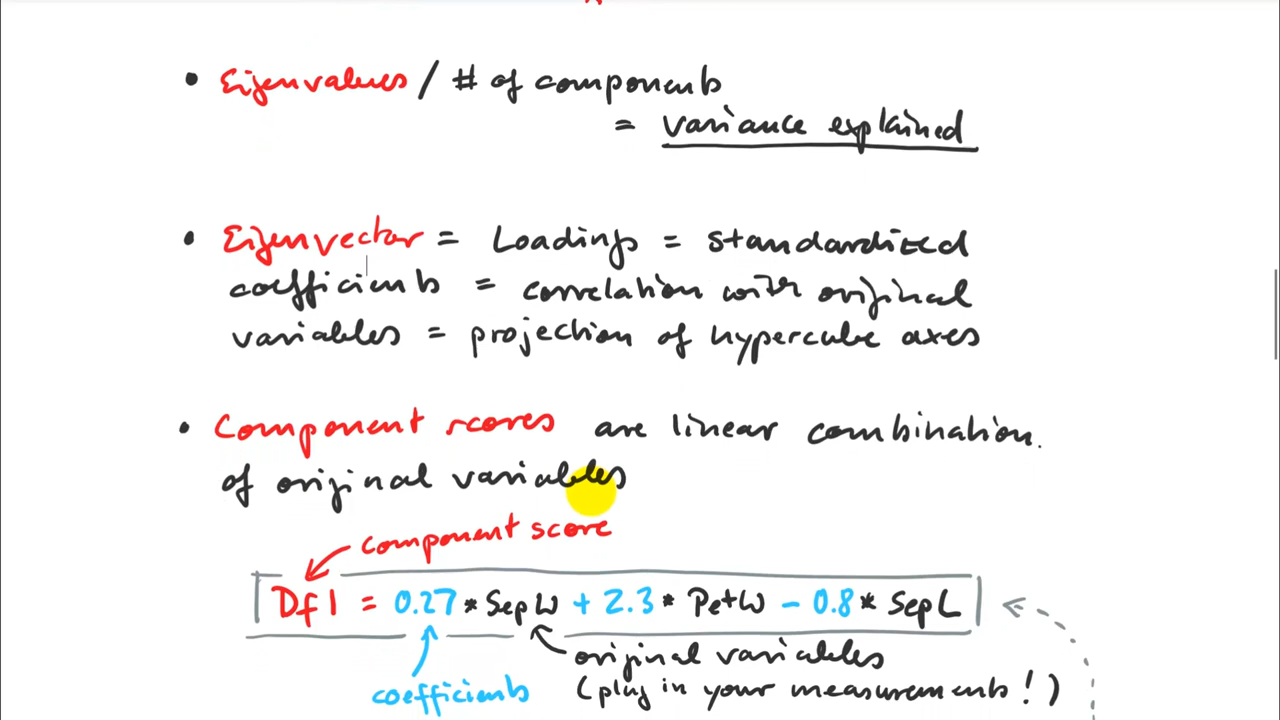 • Eigenvalues / # of components
= variance explained
• Eigenvector = Loadings = standardized
coefficients = correlation with original
variables = projection of hypercube axes
• Component scores are linear combination.
of original variables
component score
Df1 = 0.27 * SepW + 2.3 * PetW - 0.8 * SepL
original variables
coefficients (plug in your measurements!)